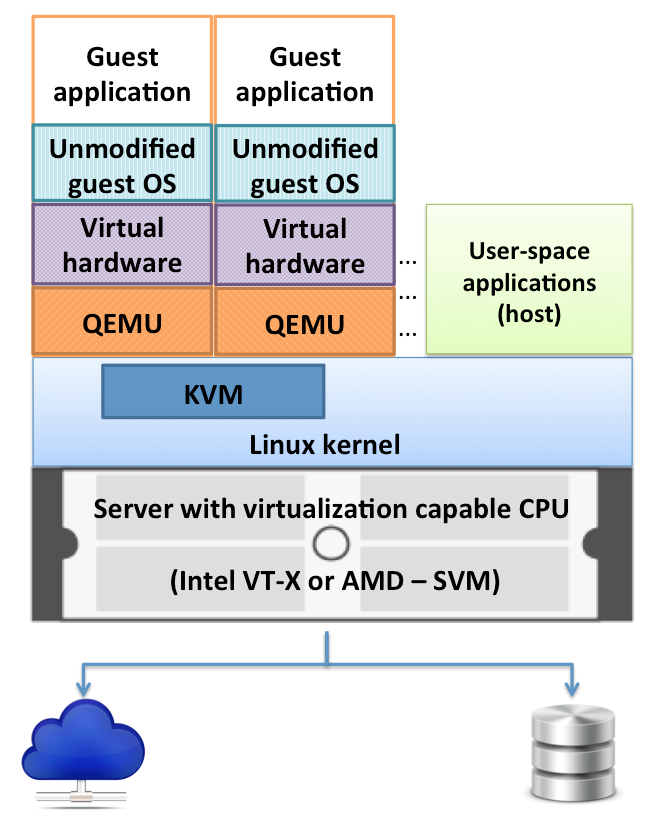 Guest
application
Guest
application
Unmodified
guest OS
Unmodified
guest OS
Virtual
hardware
Virtual
hardware
...
User-space
applications
(host)
QEMU
QEMU
...
...
KVM
Linux kernel
Server with virtualization capable CPU
(Intel VT-X or AMD – SVM)